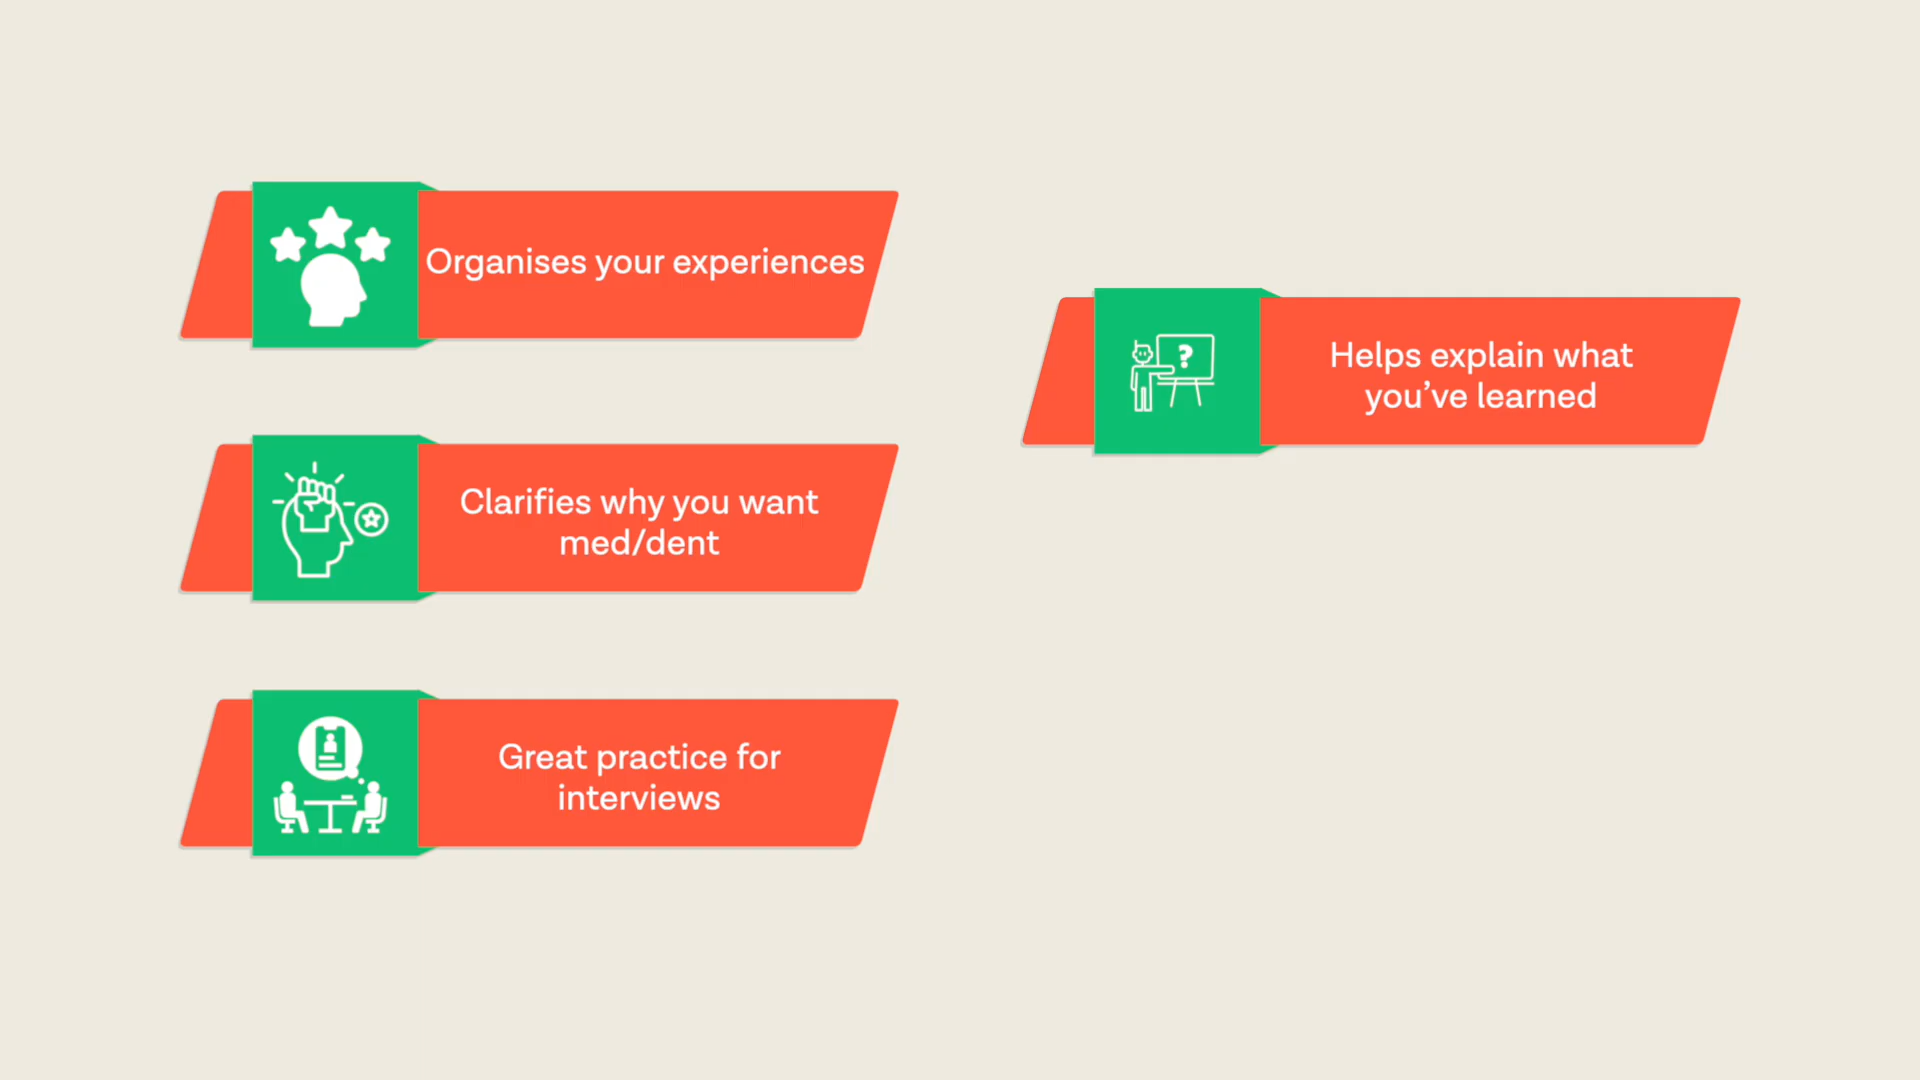 Organises your experiences
Clarifies why you want
med/dent
Great practice for
interviews
Helps explain what
you’ve learned
?